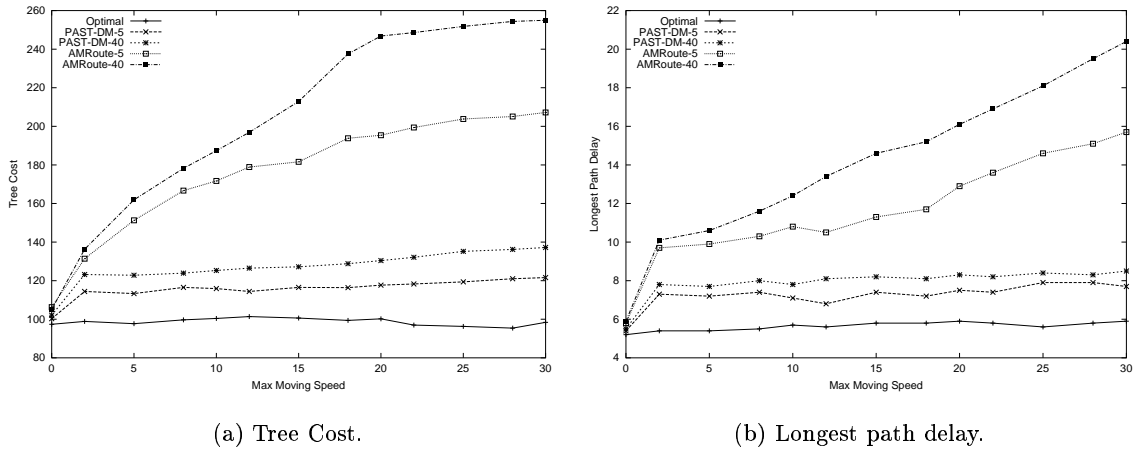 260
240
220
200
180
160
140
120
100
80
Tree Cost
Optimal
PAST-DM-5
PAST-DM-40
AMRoute-5
AMRoute-40
0 5 10 15 20 25 30
Max Moving Speed
(a) Tree Cost.
22
20
18
16
14
12
10
8
6
4
Longest Path Delay
Optimal
PAST-DM-5
PAST-DM-40
AMRoute-5
AMRoute-40
0 5 10 15 20 25 30
Max Moving Speed
(b) Longest path delay.